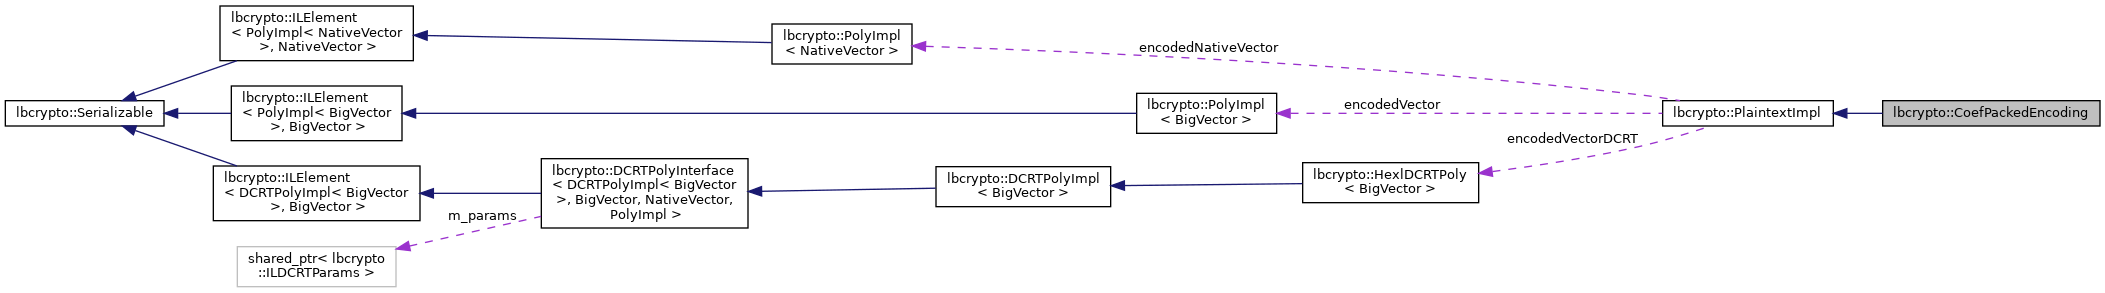 lbcrypto::ILElement
< PolyImpl< NativeVector
>, NativeVector >
lbcrypto::PolyImpl
< NativeVector >
encodedNativeVector
lbcrypto::Serializable
lbcrypto::ILElement
< PolyImpl< BigVector
>, BigVector >
lbcrypto::PolyImpl
< BigVector >
encodedVector
lbcrypto::PlaintextImpl
lbcrypto::CoefPackedEncoding
encodedVectorDCRT
lbcrypto::ILElement
< DCRTPolyImpl< BigVector
>, BigVector >
lbcrypto::DCRTPolyInterface
< DCRTPolyImpl< BigVector
>, BigVector, NativeVector,
PolyImpl >
lbcrypto::DCRTPolyImpl
< BigVector >
lbcrypto::HexlDCRTPoly
< BigVector >
m_params
shared_ptr< lbcrypto
::ILDCRTParams >